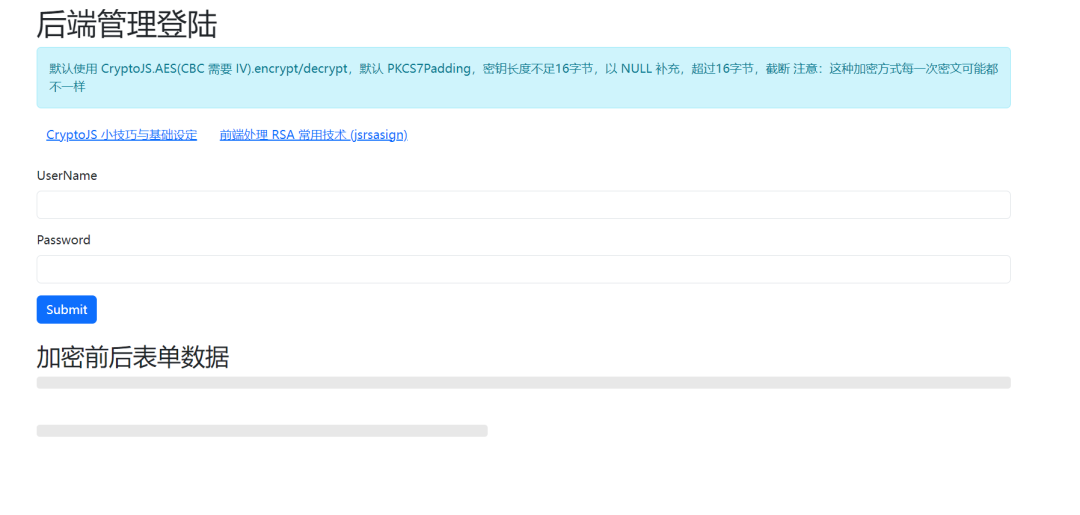 后端管理登陆
默认使用 CryptoJS.AES(CBC 需要 IV).encrypt/decrypt，默认 PKCS7Padding，密钥长度不足16字节，以 NULL 补充，超过16字节，截断 注意：这种加密方式每一次密文可能都
不一样
CryptoJS 小技巧与基础设定 前端处理 RSA 常用技术 (jsrsasign)
UserName
Password
Submit
加密前后表单数据